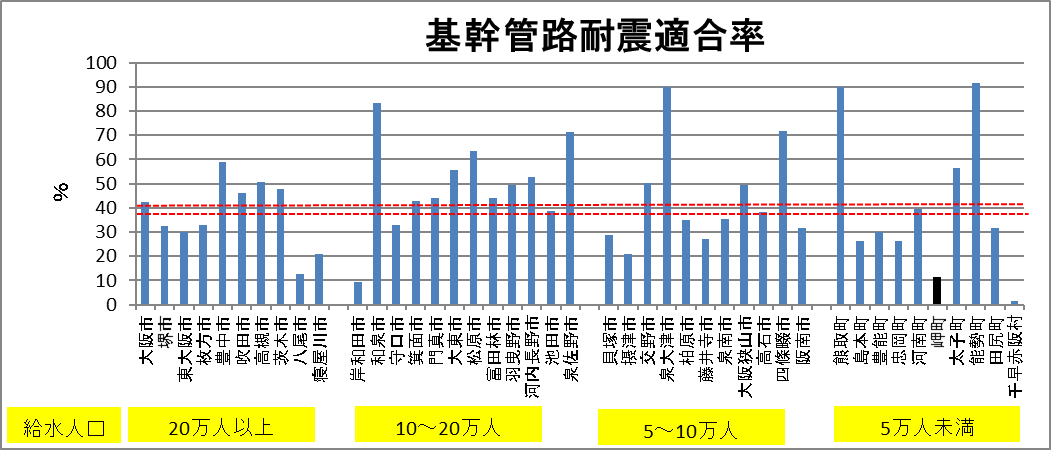 基幹管路耐震適合率
%
100
90
80
70
60
50
40
30
20
10
0
大阪市
堺市
東大阪市
枚方市
豊中市
吹田市
高槻市
茨木市
八尾市
寝屋川市
岸和田市
和泉市
守口市
箕面市
門真市
大東市
松原市
富田林市
羽曳野市
河内長野市
池田市
泉佐野市
貝塚市
摂津市
交野市
泉大津市
柏原市
藤井寺市
泉南市
大阪狭山市
高石市
四條畷市
阪南市
熊取町
島本町
豊能町
忠岡町
河南町
岬町
太子町
能勢町
田尻町
千早赤阪村
給水人口
20万人以上
10～20万人
5～10万人
5万人未満